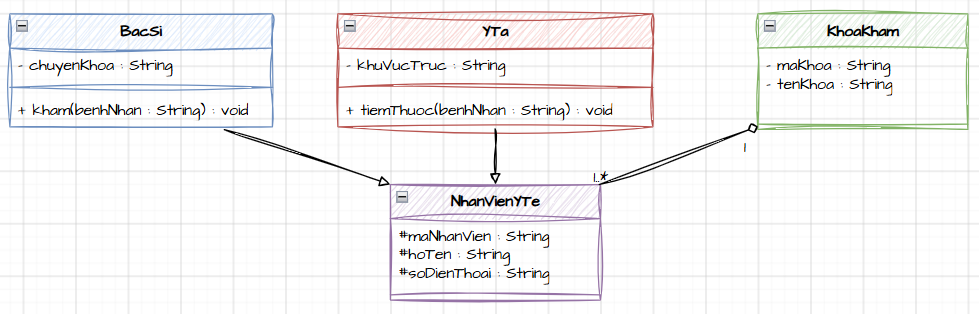 BacSi
- chuyenKhoa : String
+ kham(benhNhan : String) : void
YTa
- khuVucTruc : String
+ tiemThuoc(benhNhan : String) : void
KhoaKham
- maKhoa : String
- tenKhoa : String
1
1..*
NhanVienYTe
#maNhanVien : String
#hoTen : String
#soDienThoai : String